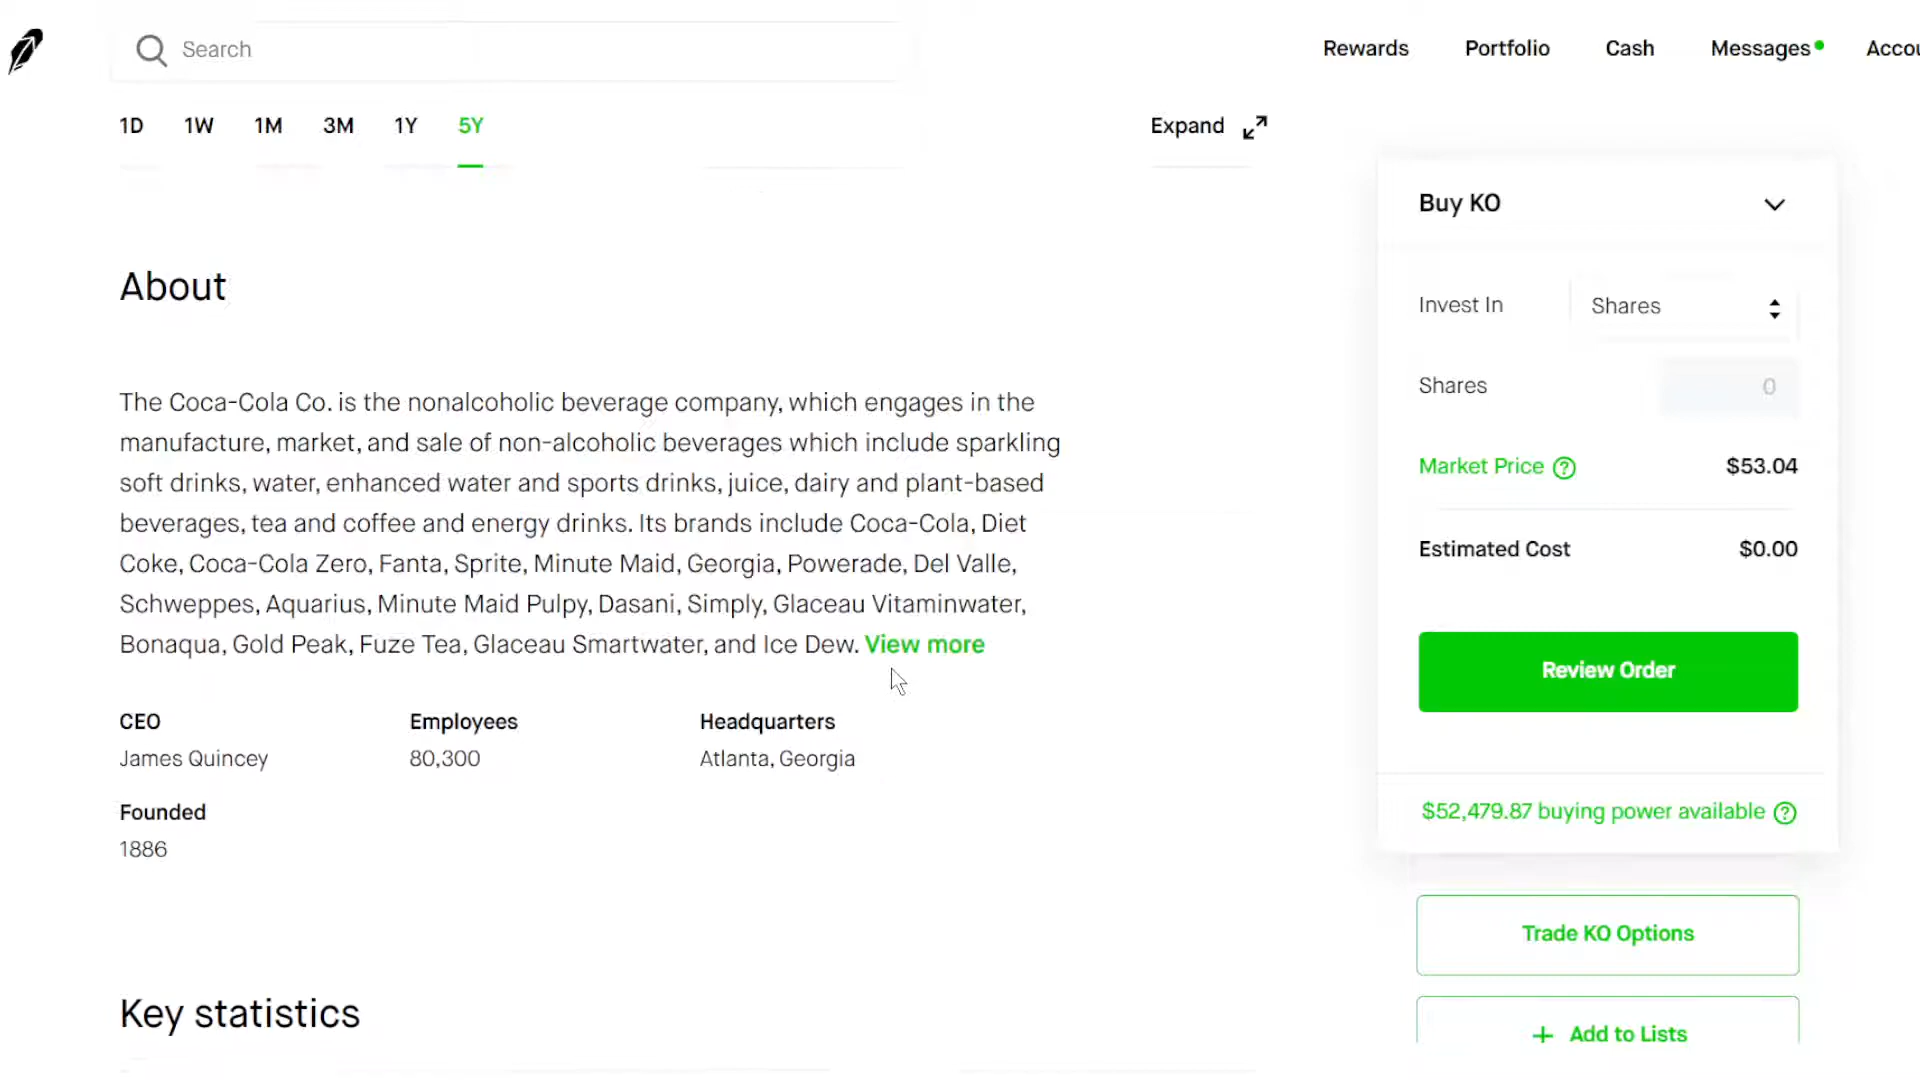 Search
Rewards Portfolio Cash Messages Accou
1D 1W 1M 3M 1Y 5Y
Expand
About
The Coca-Cola Co. is the nonalcoholic beverage company, which engages in the
manufacture, market, and sale of non-alcoholic beverages which include sparkling
soft drinks, water, enhanced water and sports drinks, juice, dairy and plant-based
beverages, tea and coffee and energy drinks. Its brands include Coca-Cola, Diet
Coke, Coca-Cola Zero, Fanta, Sprite, Minute Maid, Georgia, Powerade, Del Valle,
Schweppes, Aquarius, Minute Maid Pulpy, Dasani, Simply, Glaceau Vitaminwater,
Bonaqua, Gold Peak, Fuze Tea, Glaceau Smartwater, and Ice Dew. View more
CEO Employees Headquarters
James Quincey 80,300 Atlanta, Georgia
Founded
1886
Key statistics
Buy KO
Invest In Shares
Shares 0
Market Price ? $53.04
Estimated Cost $0.00
Review Order
$52,479.87 buying power available ?
Trade KO Options
+ Add to Lists